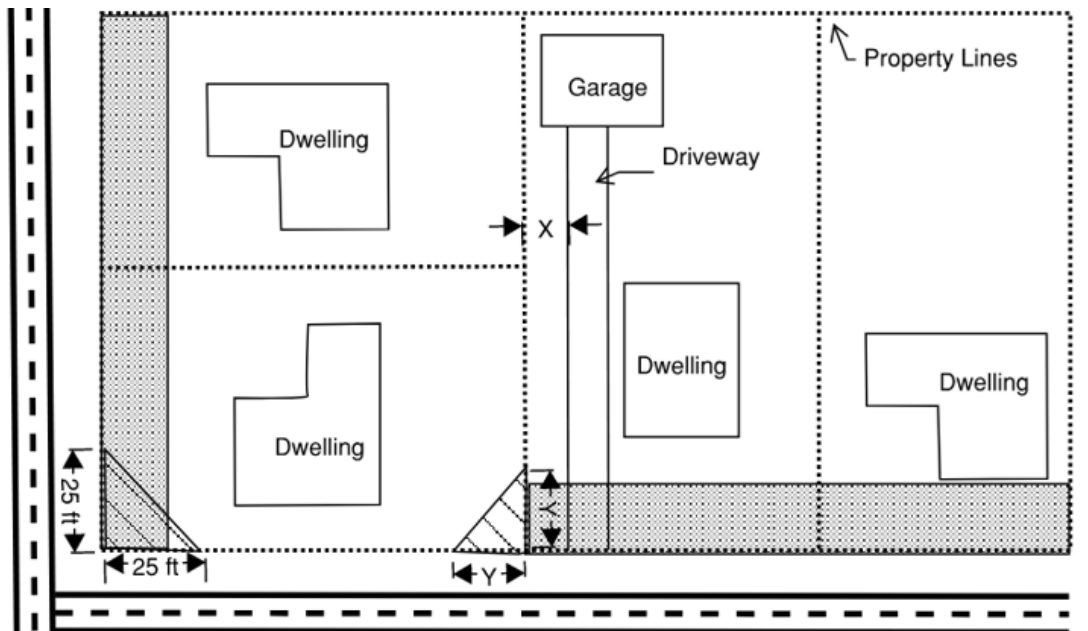 Garage
Property Lines
Dwelling
Driveway
X
Dwelling
Dwelling
Dwelling
25 ft
Y
25 ft
Y